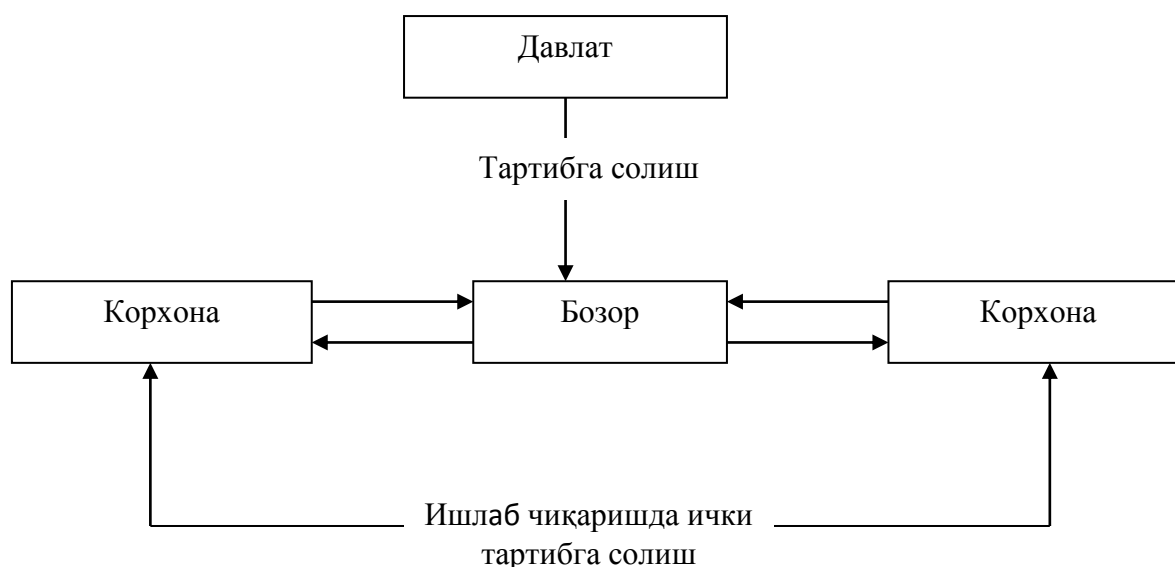 Давлат
Тартибга солиш
Корхона
Бозор
Корхона
Ишлаб чиқаришда ички
тартибга солиш